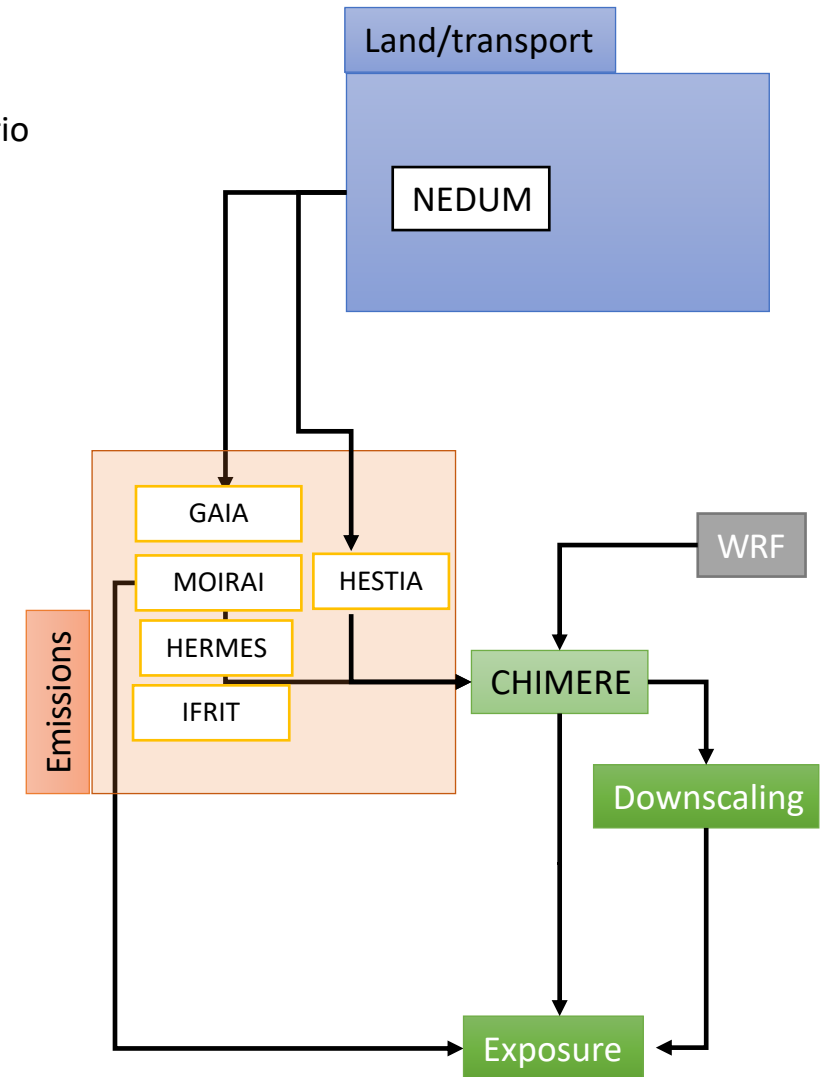 Land/transport
io
NEDUM
GAIA
MOIRAI
HESTIA
WRF
HERMES
CHIMERE
IFRIT
Emissions
Downscaling
Exposure